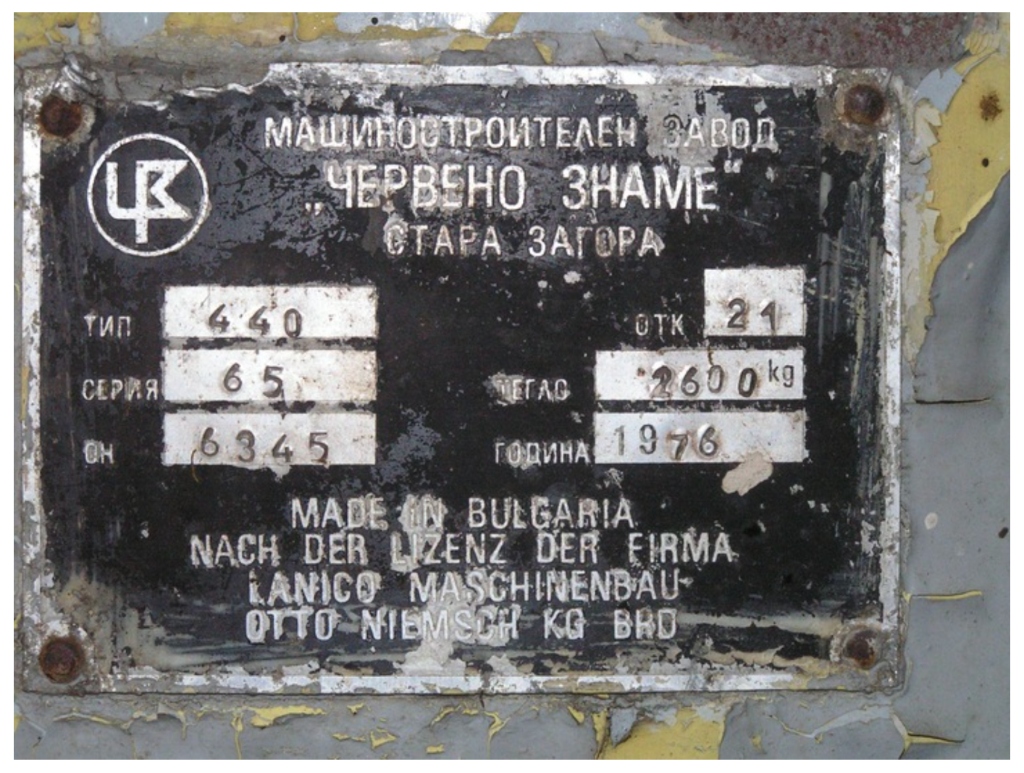 МАШИНОСТРОИТЕЛЕН ЗАВОД
„ЧЕРВЕНО ЗНАМЕ“
СТАРА ЗАГОРА
ТИП 440 ОТК 21
СЕРИЯ 65 ТЕГЛО 2600 kg
ОН 6345 ГОДИНА 1976
MADE IN BULGARIA
NACH DER LIZENZ DER FIRMA
LANICO MASCHINENBAU
OTTO NIEMSCH KG BRD